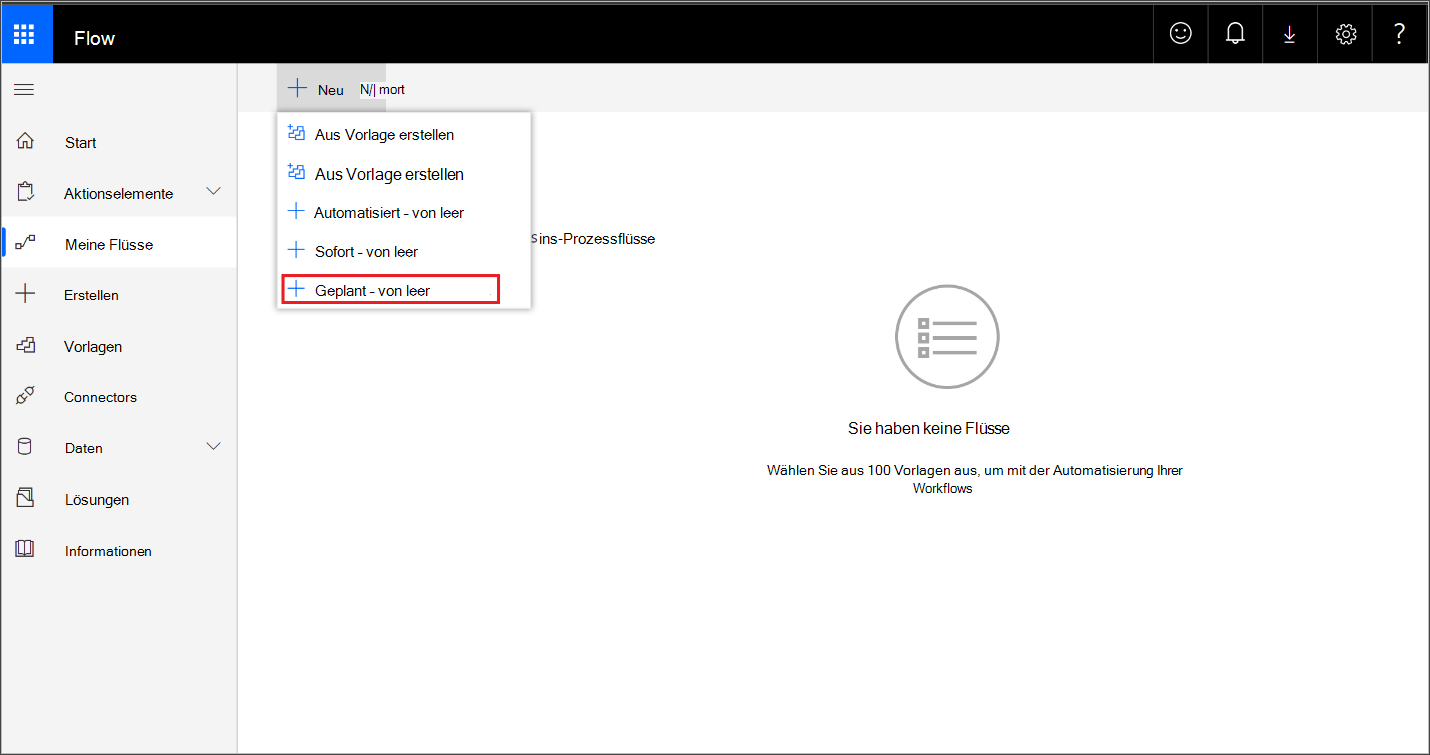 Flow
?
Neu N/| mort
Start
Aktionselemente
Meine Flüsse
Erstellen
Vorlagen
Connectors
Daten
Lösungen
Informationen
Aus Vorlage erstellen
Aus Vorlage erstellen
Automatisiert - von leer
Sofort - von leer
Geplant - von leer
sins-Prozessflüsse
Sie haben keine Flüsse
Wählen Sie aus 100 Vorlagen aus, um mit der Automatisierung Ihrer
Workflows